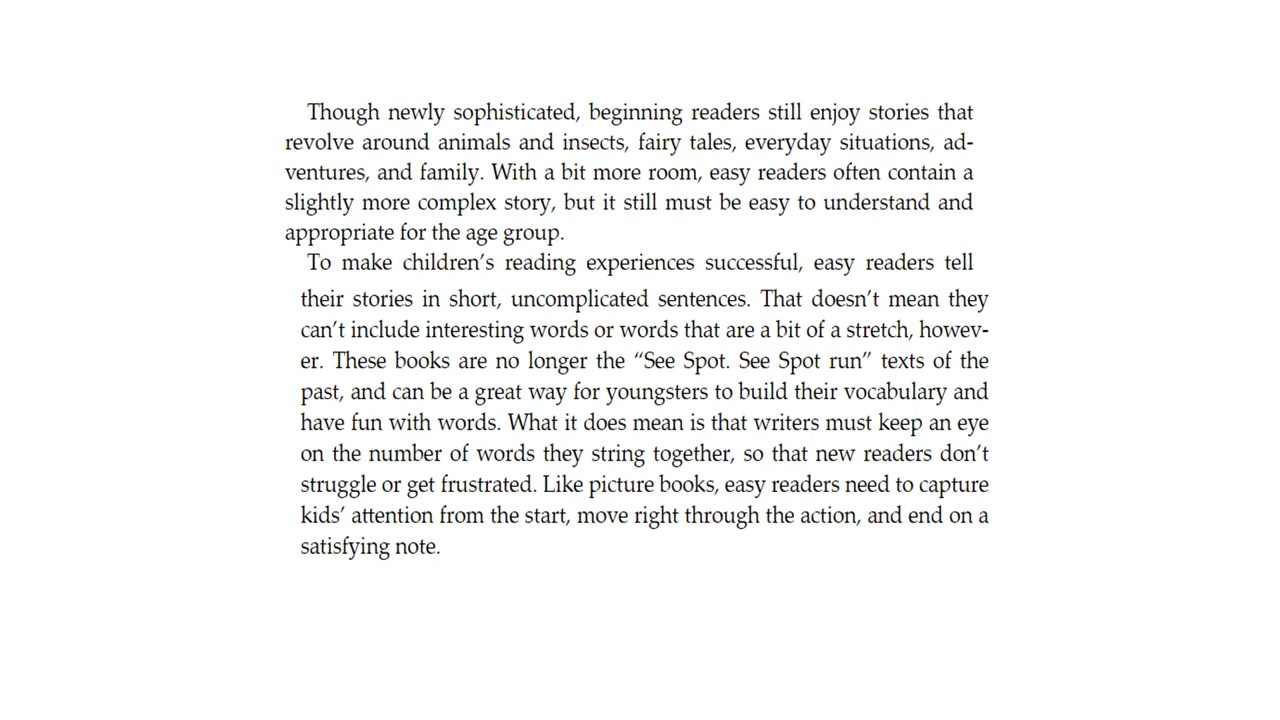 Though newly sophisticated, beginning readers still enjoy stories that
revolve around animals and insects, fairy tales, everyday situations, ad-
ventures, and family. With a bit more room, easy readers often contain a
slightly more complex story, but it still must be easy to understand and
appropriate for the age group.
To make children’s reading experiences successful, easy readers tell
their stories in short, uncomplicated sentences. That doesn’t mean they
can’t include interesting words or words that are a bit of a stretch, howev-
er. These books are no longer the “See Spot. See Spot run” texts of the
past, and can be a great way for youngsters to build their vocabulary and
have fun with words. What it does mean is that writers must keep an eye
on the number of words they string together, so that new readers don’t
struggle or get frustrated. Like picture books, easy readers need to capture
kids’ attention from the start, move right through the action, and end on a
satisfying note.